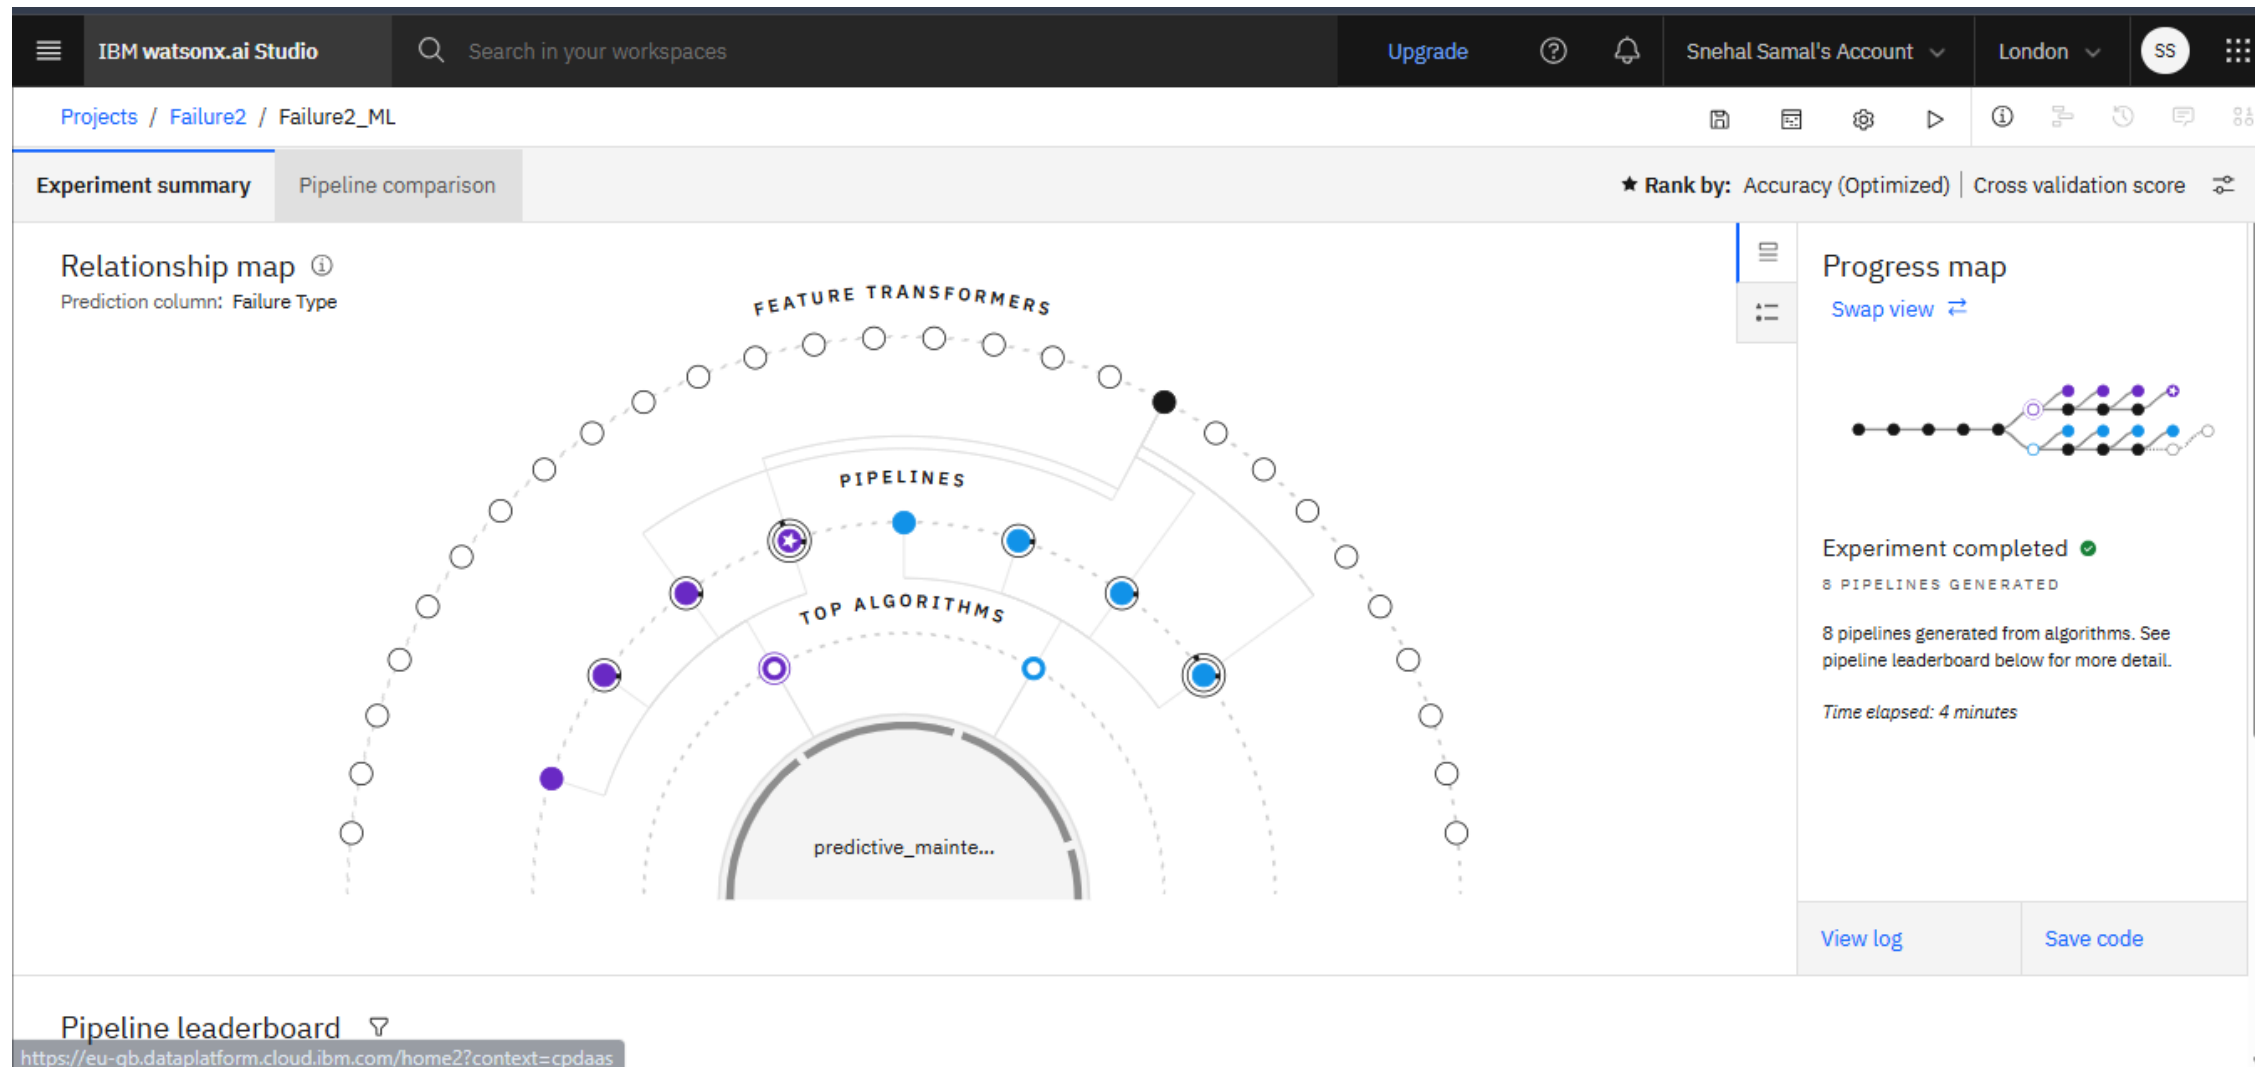 IBM watsonx.ai Studio
Search in your workspaces
Upgrade
Snehal Samal's Account
London
SS
Projects / Failure2 / Failure2_ML
Experiment summary
Pipeline comparison
★ Rank by: Accuracy (Optimized) | Cross validation score
Relationship map
Prediction column: Failure Type
FEATURE TRANSFORMERS
PIPELINES
TOP ALGORITHMS
predictive_mainte...
Progress map
Swap view
Experiment completed
8 PIPELINES GENERATED
8 pipelines generated from algorithms. See
pipeline leaderboard below for more detail.
Time elapsed: 4 minutes
View log
Save code
Pipeline leaderboard
https://eu-gb.dataplatform.cloud.ibm.com/home2?context=cpdaas